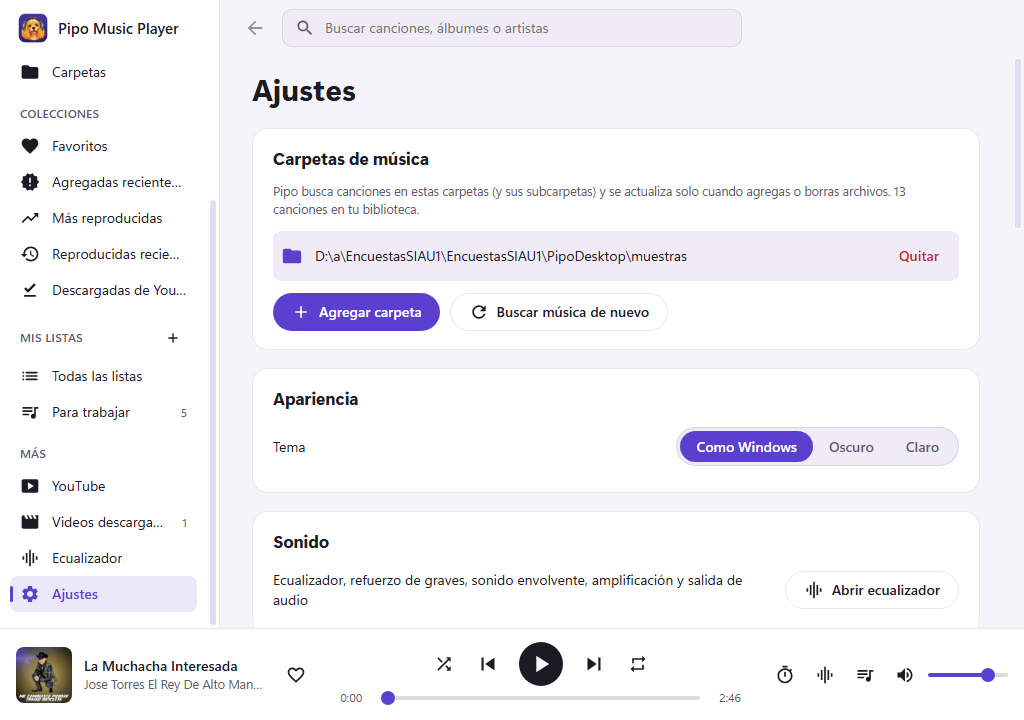 Pipo Music Player
Carpetas
COLECCIONES
Favoritos
Agregadas reciente...
Más reproducidas
Reproducidas recie...
Descargadas de You...
MIS LISTAS
Todas las listas
Para trabajar 5
MÁS
YouTube
Videos descarga... 1
Ecualizador
Ajustes
Buscar canciones, álbumes o artistas
Ajustes
Carpetas de música
Pipo busca canciones en estas carpetas (y sus subcarpetas) y se actualiza solo cuando agregas o borras archivos. 13
canciones en tu biblioteca.
D:\a\EncuestasSIAU1\EncuestasSIAU1\PipoDesktop\muestras Quitar
Agregar carpeta Buscar música de nuevo
Apariencia
Tema Como Windows Oscuro Claro
Sonido
Ecualizador, refuerzo de graves, sonido envolvente, amplificación y salida de
audio
Abrir ecualizador
La Muchacha Interesada
Jose Torres El Rey De Alto Man...
0:00 2:46